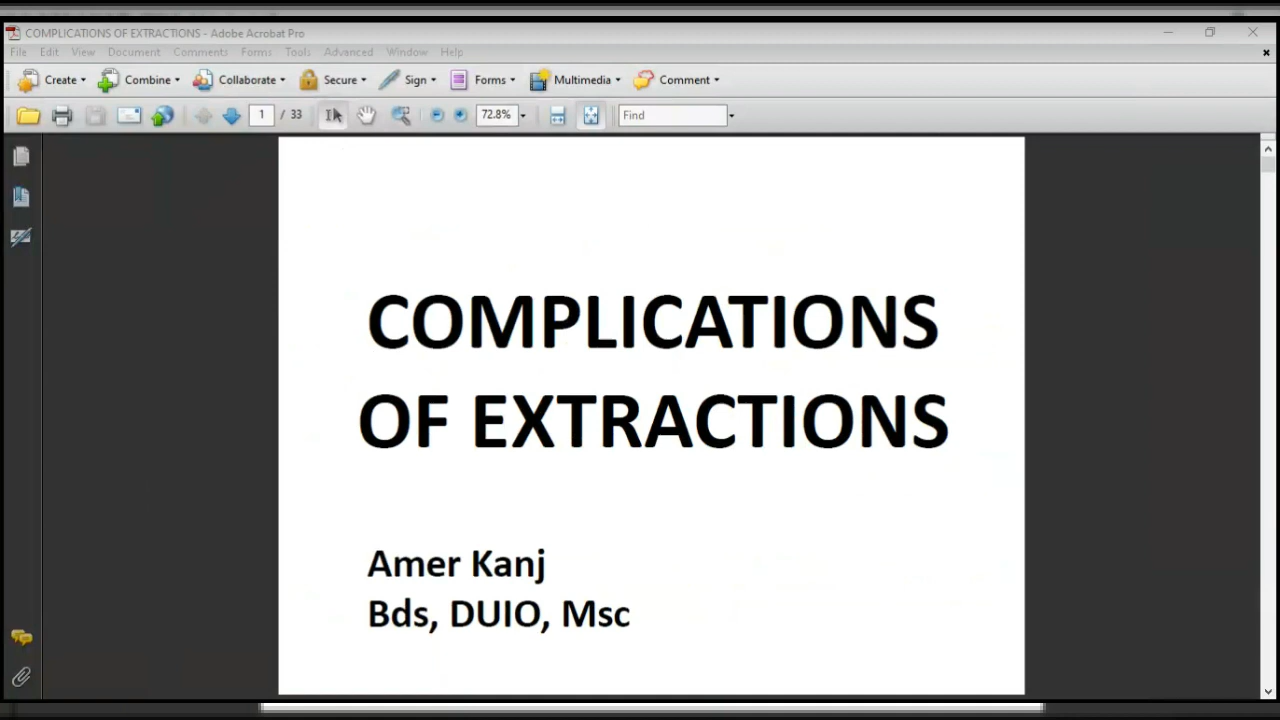 COMPLICATIONS OF EXTRACTIONS - Adobe Acrobat Pro
File Edit View Document Comments Forms Tools Advanced Window Help
Create Combine Collaborate Secure Sign Forms Multimedia Comment
1 / 33 72.8% Find
COMPLICATIONS
OF EXTRACTIONS
Amer Kanj
Bds, DUIO, Msc